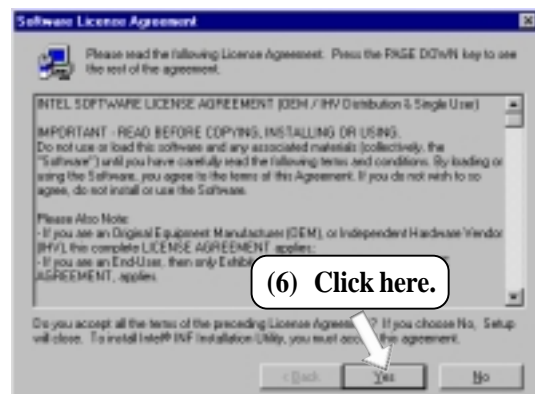 Software License Agreement
Please read the following License Agreement. Press the PAGE DOWN key to see
the rest of the agreement.
INTEL SOFTWARE LICENSE AGREEMENT (OEM / IHV Distribution & Single User)
IMPORTANT - READ BEFORE COPYING, INSTALLING OR USING.
Do not use or load this software and any associated materials (collectively, the
"Software") until you have carefully read the following terms and conditions. By loading or
using the Software, you agree to the terms of this Agreement. If you do not wish to so
agree, do not install or use the Software.
Please Also Note:
- If you are an Original Equipment Manufacturer (OEM), or Independent Hardware Vendor
(IHV), this complete LICENSE AGREEMENT applies;
- If you are an End-User, then only
AGREEMENT, applies.
(6) Click here.
Do you accept all the terms of the preceding License Agreement? If you choose No, Setup
will close. To install Intel® INF Installation Utility, you must accept this agreement.
< Back
Yes
No